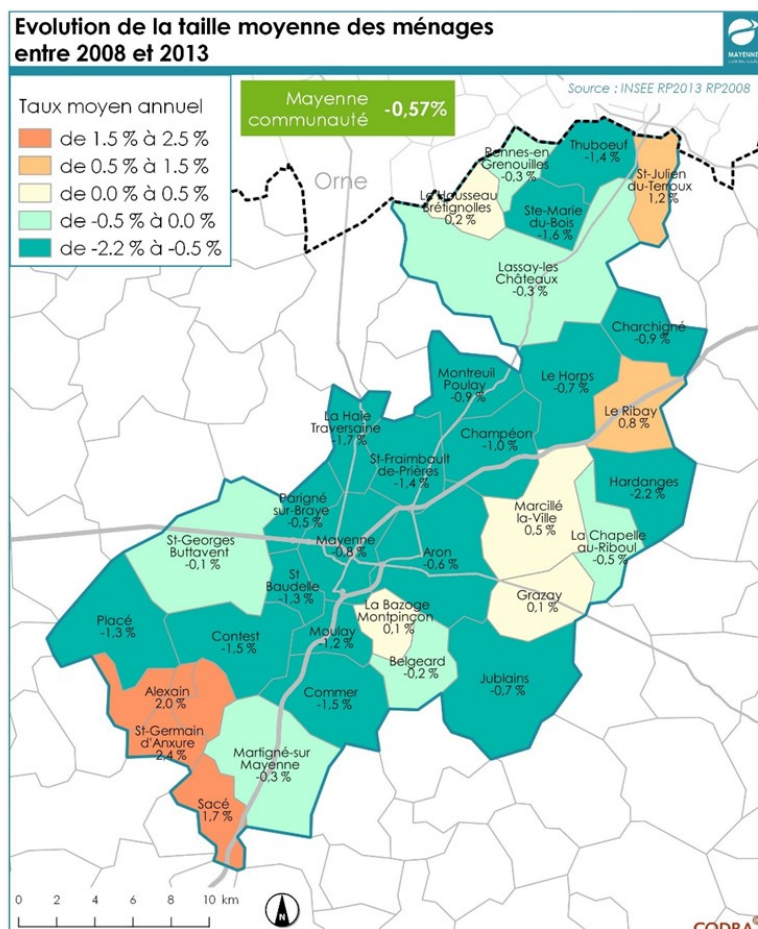 Evolution de la taille moyenne des ménages
entre 2008 et 2013
MAYENNE
Source : INSEE RP2013 RP2008
Taux moyen annuel
de 1.5 % à 2.5 %
de 0.5 % à 1.5 %
de 0.0 % à 0.5 %
de -0.5 % à 0.0 %
de -2.2 % à -0.5 %
Mayenne
communauté
-0,57%
Orne
Rennes-en
Grenouilles
-0,3 %
Thuboeuf
-1,4 %
St-Julien
du-Terroux
1,2 %
Le Housseau
Brétignolles
0,2 %
Ste-Marie
du-Bois
-1,6 %
Lassay-les
Châteaux
-0,3 %
Charchigné
-0,9 %
Montreuil
Poulay
-0,9 %
Le Horps
-0,7 %
Le Ribay
0,8 %
La Haie
Traversaine
-1,7 %
Champéon
-1,0 %
St-Fraimbault
de-Prières
-1,4 %
Hardanges
-2,2 %
Parigné
sur-Braye
-0,5 %
Marcillé
la-Ville
0,5 %
La Chapelle
au-Riboul
-0,5 %
St-Georges
Buttavent
-0,1 %
Mayenne
-0,8 %
Aron
-0,6 %
St
Baudelle
-1,3 %
Grazay
0,1 %
La Bazoge
Montpinçon
0,1 %
Placé
-1,3 %
Contest
-1,5 %
Moulay
-1,2 %
Belgeard
-0,2 %
Jublains
-0,7 %
Alexain
2,0 %
Commer
-1,5 %
St-Germain
d'Anxure
2,4 %
Martigné-sur
Mayenne
-0,3 %
Sacé
1,7 %
0 2 4 6 8 10 km
N
CODRA